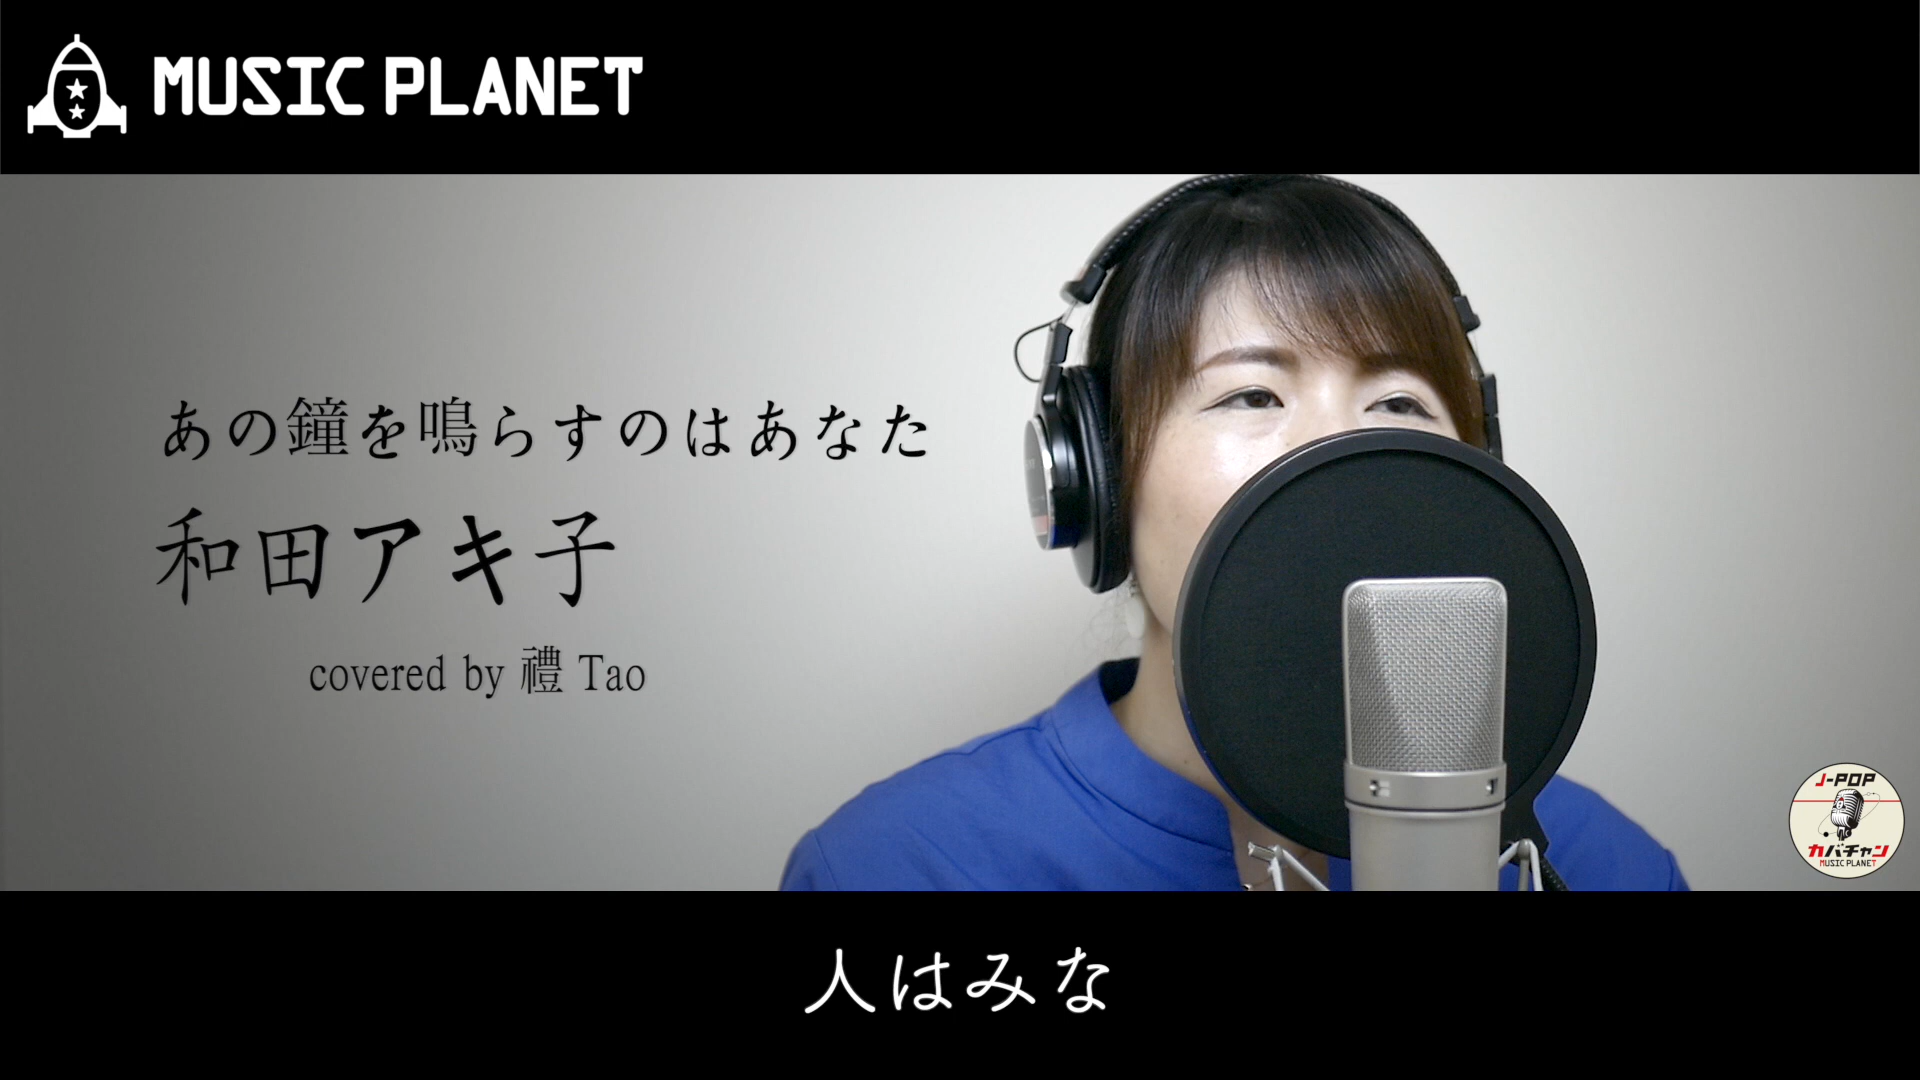 MUSIC PLANET
あの鐘を鳴らすのはあなた
和田アキ子
covered by 禮 Tao
J-POP
カバチャン
MUSIC PLANET
人はみな